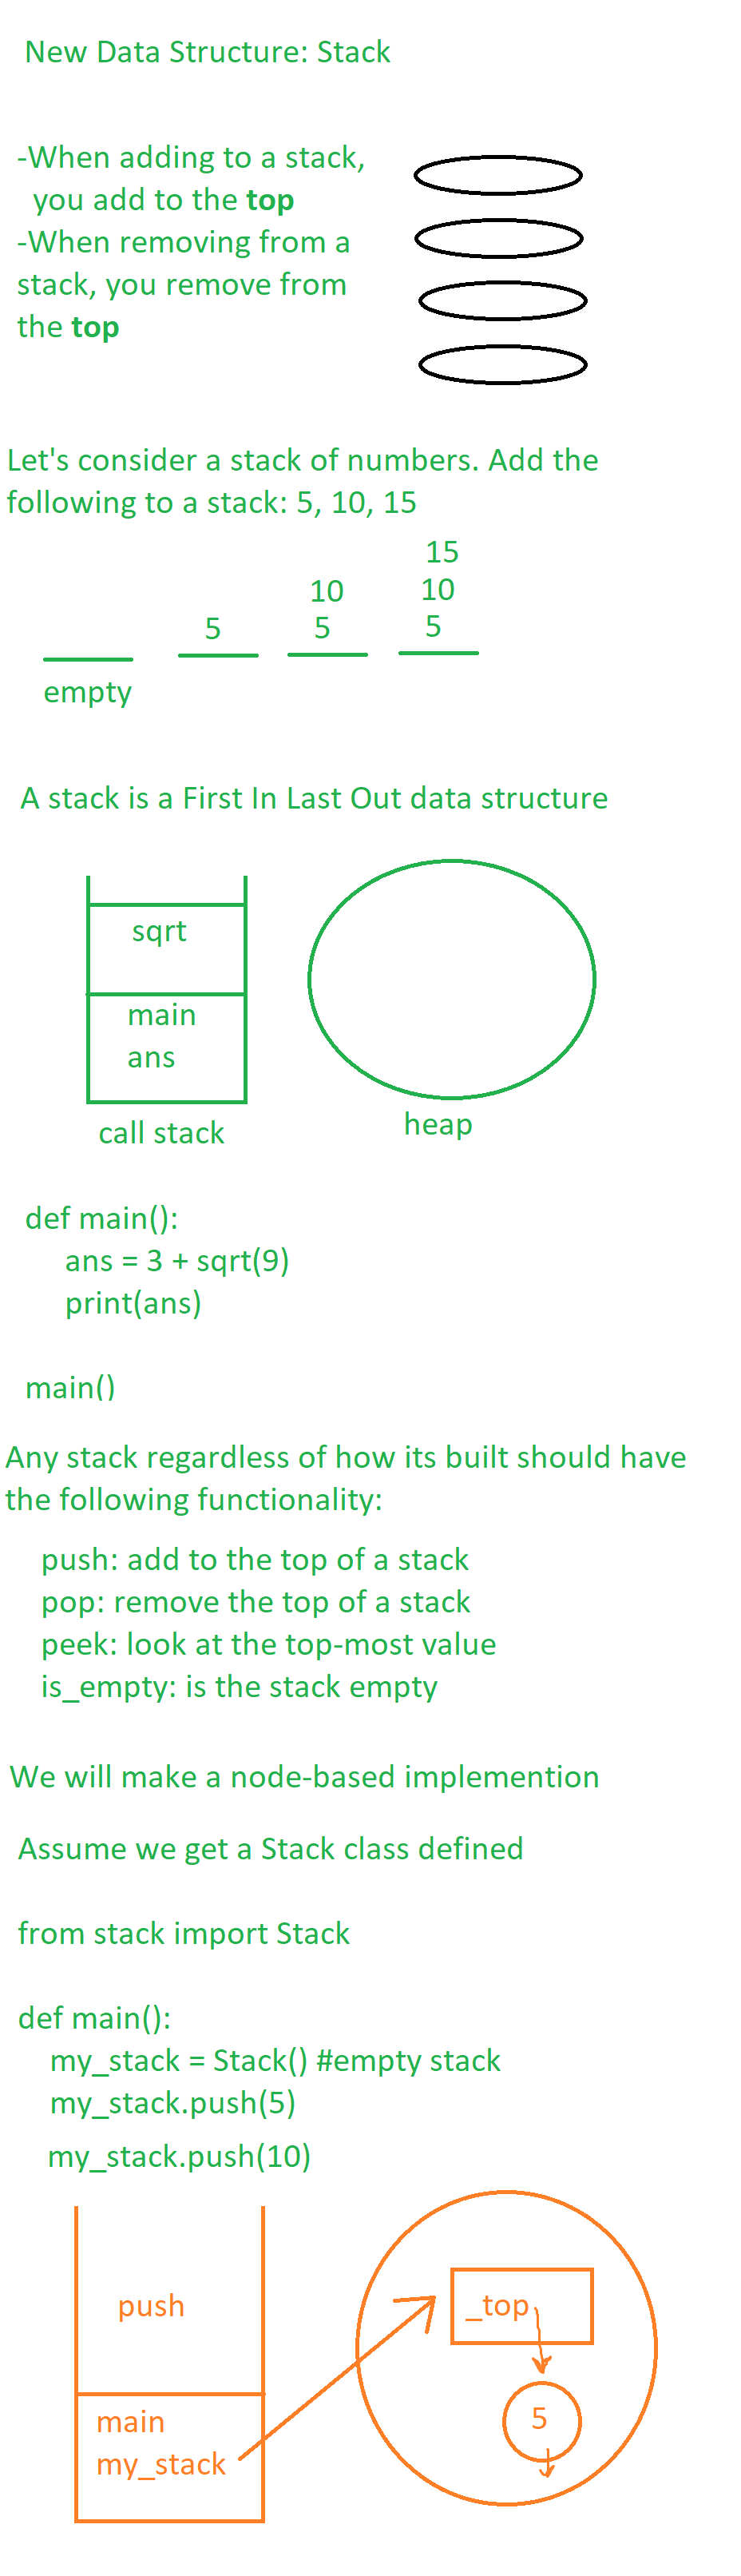 New Data Structure: Stack
-When adding to a stack,
you add to the top
-When removing from a
stack, you remove from
the top
Let's consider a stack of numbers. Add the
following to a stack: 5, 10, 15
empty
5
10
5
15
10
5
A stack is a First In Last Out data structure
sqrt
main
ans
call stack
heap
def main():
ans = 3 + sqrt(9)
print(ans)
main()
Any stack regardless of how its built should have
the following functionality:
push: add to the top of a stack
pop: remove the top of a stack
peek: look at the top-most value
is_empty: is the stack empty
We will make a node-based implemention
Assume we get a Stack class defined
from stack import Stack
def main():
my_stack = Stack() #empty stack
my_stack.push(5)
my_stack.push(10)
push
main
my_stack
_top
5